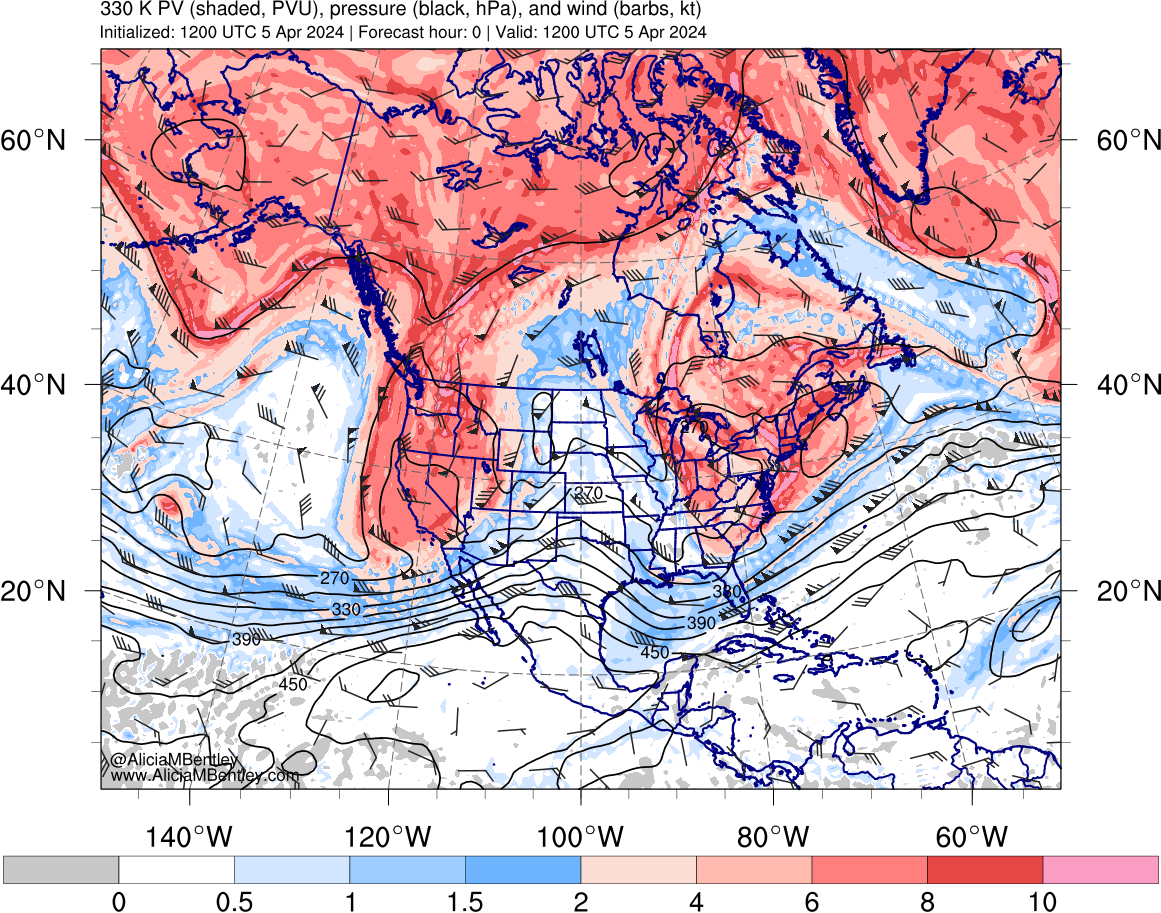 330 K PV (shaded, PVU), pressure (black, hPa), and wind (barbs, kt)
Initialized: 1200 UTC 5 Apr 2024 | Forecast hour: 0 | Valid: 1200 UTC 5 Apr 2024
60°N 60°N
40°N 40°N
270
20°N 270 330 20°N
330
390 390
450
450
@AliciaMBentley
www.AliciaMBentley.com
140°W 120°W 100°W 80°W 60°W
0 0.5 1 1.5 2 4 6 8 10